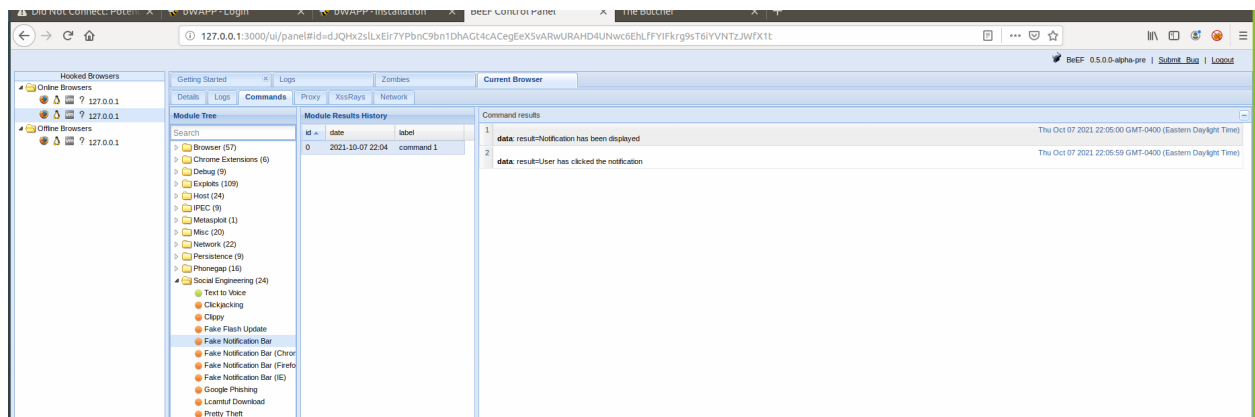 Did Not Connect: Poten
bWAPP - Login
bWAPP - Installation
BeEF Control Panel
The Butcher
127.0.0.1:3000/ui/panel#id=dJQHx2slLxEir7YPbnC9bn1DhAGt4cACegEeX5vARwURAHD4UNwc6EhLfFYIFkrg9sT6iYVNTzJWfX1t
BeEF 0.5.0.0-alpha-pre | Submit Bug | Logout
Hooked Browsers
Online Browsers
? 127.0.0.1
? 127.0.0.1
Offline Browsers
? 127.0.0.1
Getting Started
Logs
Zombies
Current Browser
Details
Logs
Commands
Proxy
XssRays
Network
Module Tree
Search
Browser (57)
Chrome Extensions (6)
Debug (9)
Exploits (109)
Host (24)
IPEC (9)
Metasploit (1)
Misc (20)
Network (22)
Persistence (9)
Phonegap (16)
Social Engineering (24)
Text to Voice
Clickjacking
Clippy
Fake Flash Update
Fake Notification Bar
Fake Notification Bar (Chror
Fake Notification Bar (Firefo
Fake Notification Bar (IE)
Google Phishing
Lcamtuf Download
Pretty Theft
Module Results History
id date label
0 2021-10-07 22:04 command 1
Command results
1 Thu Oct 07 2021 22:05:00 GMT-0400 (Eastern Daylight Time)
data: result=Notification has been displayed
2 Thu Oct 07 2021 22:05:59 GMT-0400 (Eastern Daylight Time)
data: result=User has clicked the notification